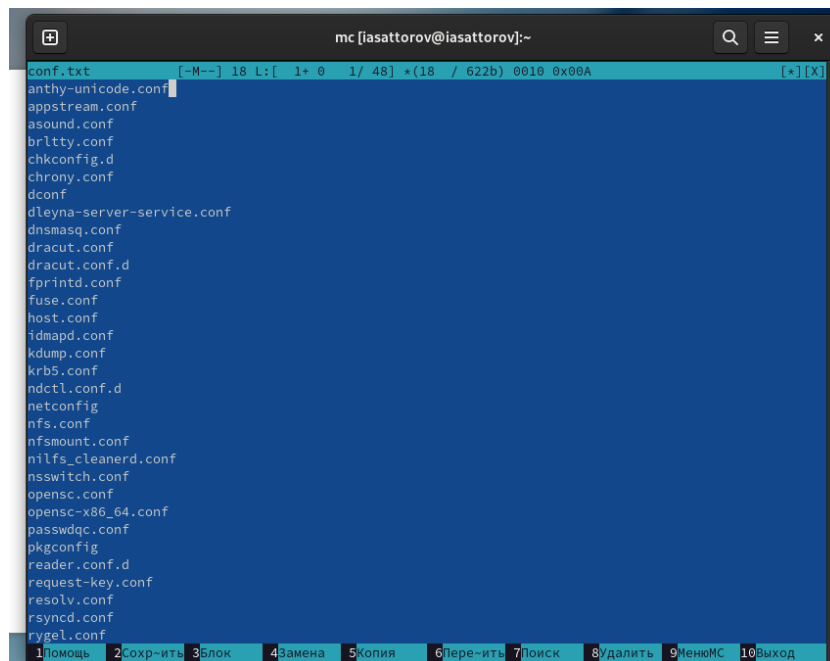 mc [iasattorov@iasattorov]:~
conf.txt [-M--] 18 L:[ 1+ 0 1/ 48] *(18 / 622b) 0010 0x00A [*][X]
anthy-unicode.conf
appstream.conf
asound.conf
brltty.conf
chkconfig.d
chrony.conf
dconf
dleyna-server-service.conf
dnsmasq.conf
dracut.conf
dracut.conf.d
fprintd.conf
fuse.conf
host.conf
idmapd.conf
kdump.conf
krb5.conf
ndctl.conf.d
netconfig
nfs.conf
nfsmount.conf
nilfs_cleanerd.conf
nsswitch.conf
opensc.conf
opensc-x86_64.conf
passwdqc.conf
pkgconfig
reader.conf.d
request-key.conf
resolv.conf
rsyncd.conf
rygel.conf
1Помощь 2Сохр~ить 3Блок 4Замена 5Копия 6Пере~ить 7Поиск 8Удалить 9МенюМС 10Выход